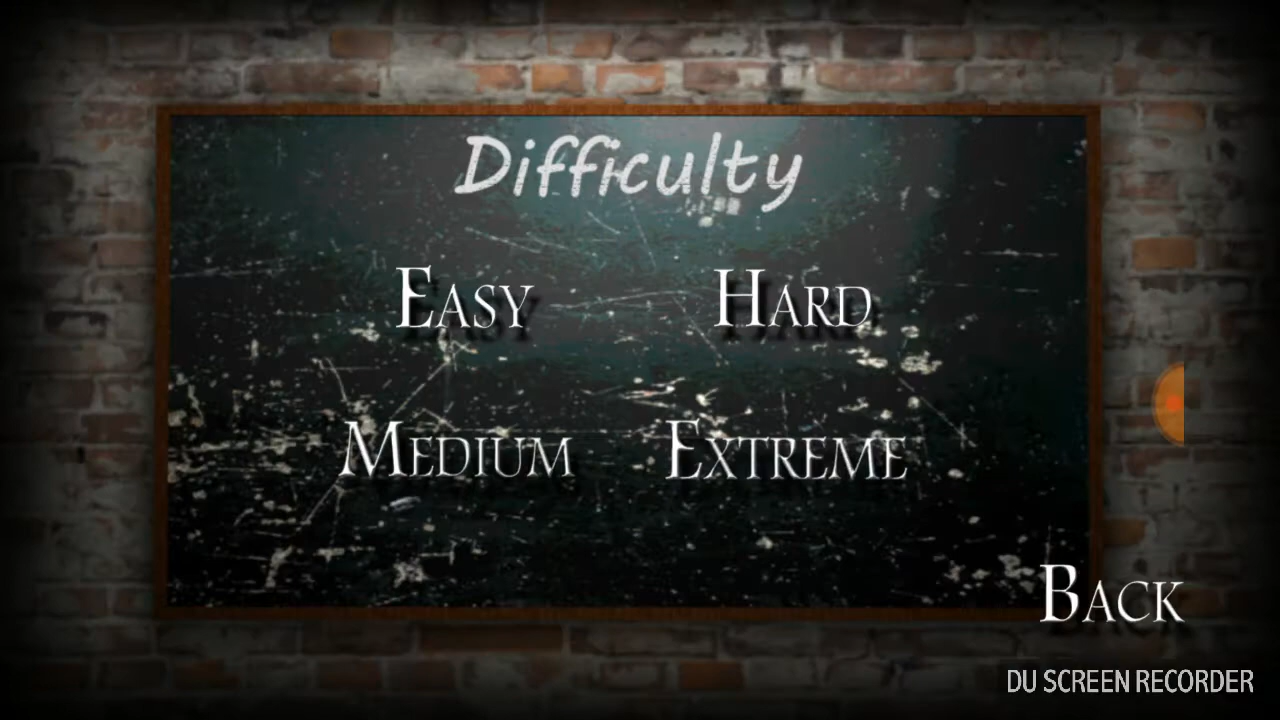 Difficulty
Easy Hard
Medium Extreme
Back
DU SCREEN RECORDER